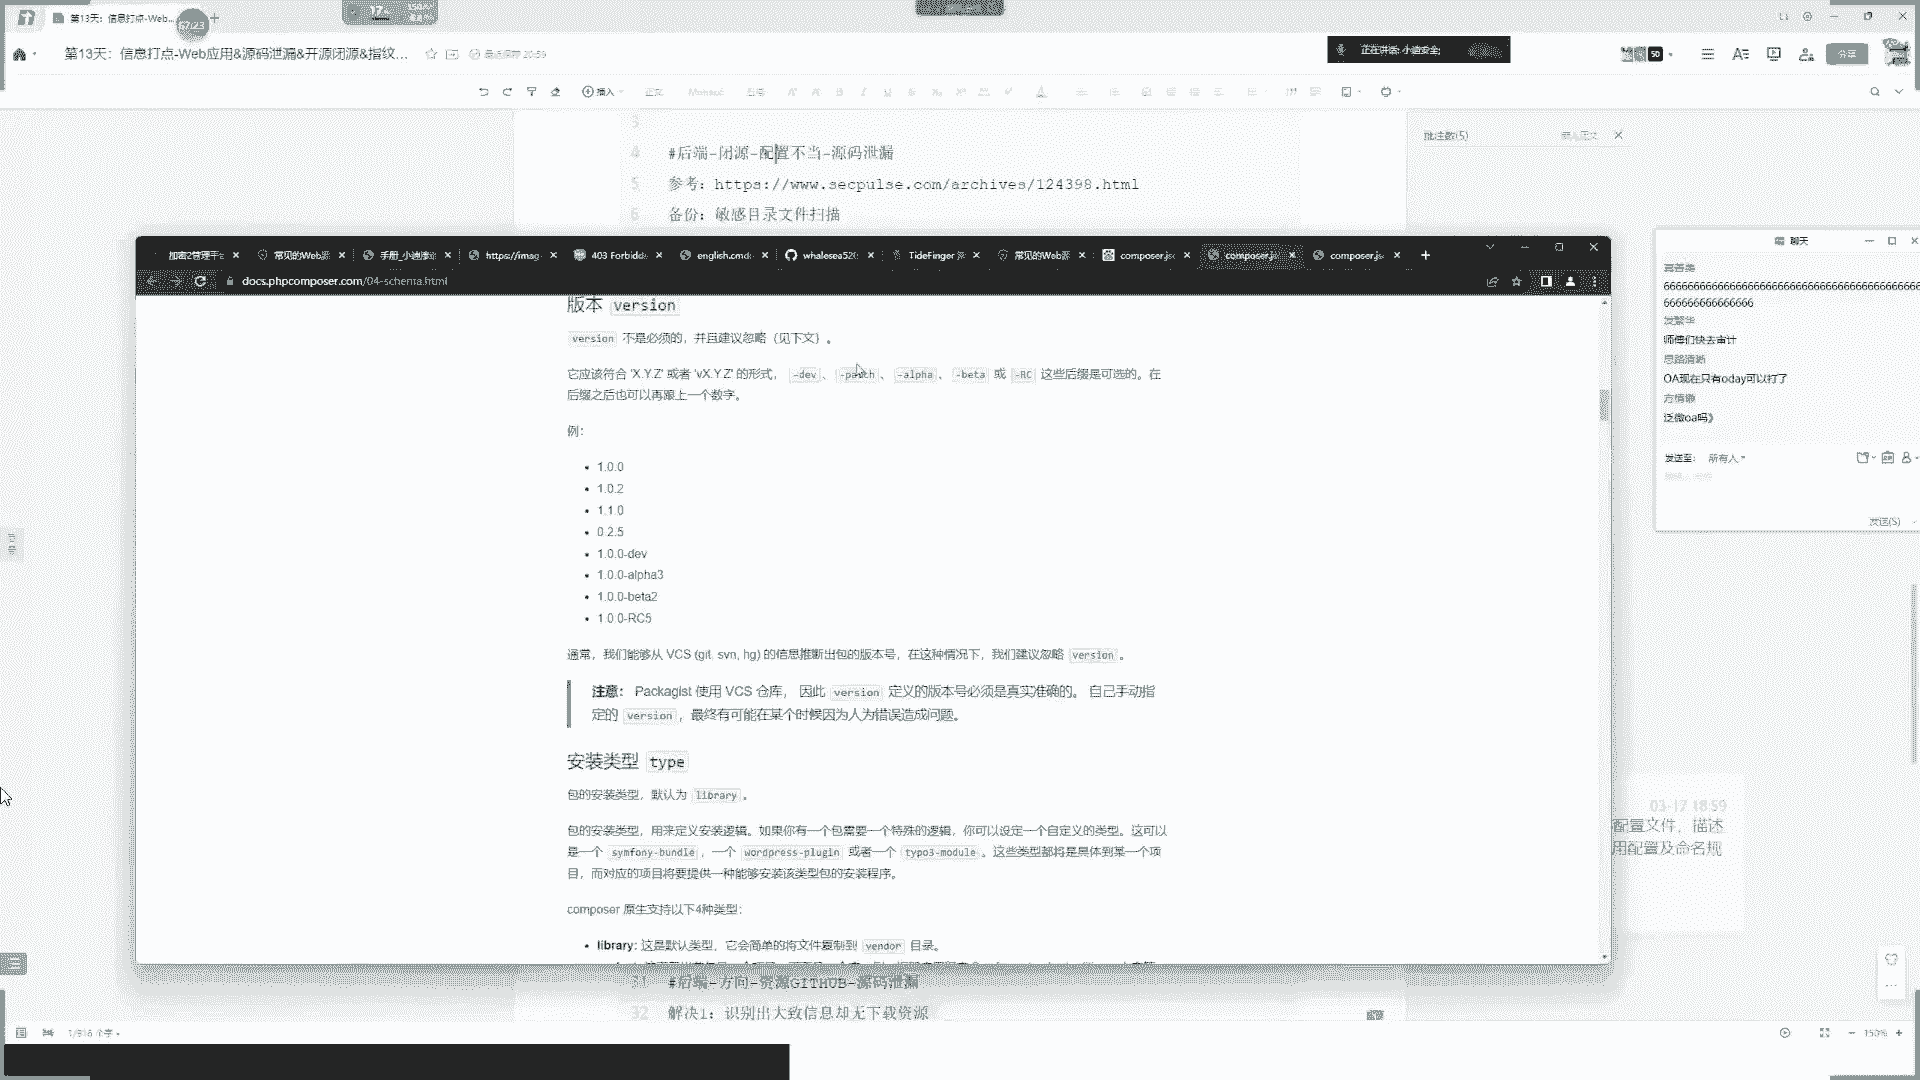 第13天：信息打点-Web...
62:23
第13天：信息打点-Web应用&源码泄漏&开源闭源&指纹...
最近保存 20:59
正在讲话: 小迪安全;
50
分享
插入
正文
批注数(5)
3
4 #后端-闭源-配置不当-源码泄漏
5 参考：https://www.secpulse.com/archives/124398.html
6 备份：敏感目录文件扫描
常见的Web源
手册_小迪渗
https://img
403 Forbidd
english.cmd
whalesea52
TideFinger
常见的Web源
composer.js
composer.j
composer.js
docs.phpcomposer.com/04-schema.html
版本 version
version 不是必须的，并且建议忽略（见下文）。
它应该符合 'X.Y.Z' 或者 'vX.Y.Z' 的形式， -dev、 -patch、 -alpha、 -beta 或 -RC 这些后缀是可选的。在
后缀之后也可以再跟上一个数字。
例：
1.0.0
1.0.2
1.1.0
0.2.5
1.0.0-dev
1.0.0-alpha3
1.0.0-beta2
1.0.0-RC5
通常，我们能够从 VCS (git, svn, hg) 的信息推断出包的版本号，在这种情况下，我们建议忽略 version 。
注意： Packagist 使用 VCS 仓库， 因此 version 定义的版本号必须是真实准确的。 自己手动指
定的 version ，最终有可能在某个时候因为人为错误造成问题。
安装类型 type
包的安装类型，默认为 library 。
包的安装类型，用来定义安装逻辑。如果你有一个包需要一个特殊的逻辑，你可以设定一个自定义的类型。这可以
是一个 symfony-bundle ，一个 wordpress-plugin 或者一个 typo3-module 。这些类型都将是具体到某一个项
目，而对应的项目将要提供一种能够安装该类型包的安装程序。
composer 原生支持以下4种类型：
library: 这是默认类型，它会简单的将文件复制到 vendor 目录。
聊天
师傅们快去审计
思路清晰
OA现在只有oday可以打了
泛微oa吗》
发送至： 所有人
发送(S)
03-17 18:59
配置文件，描述
用配置及命名规
31 #后端-方向-资源GITHUB-源码泄漏
32 解决1：识别出大致信息却无下载资源
150%